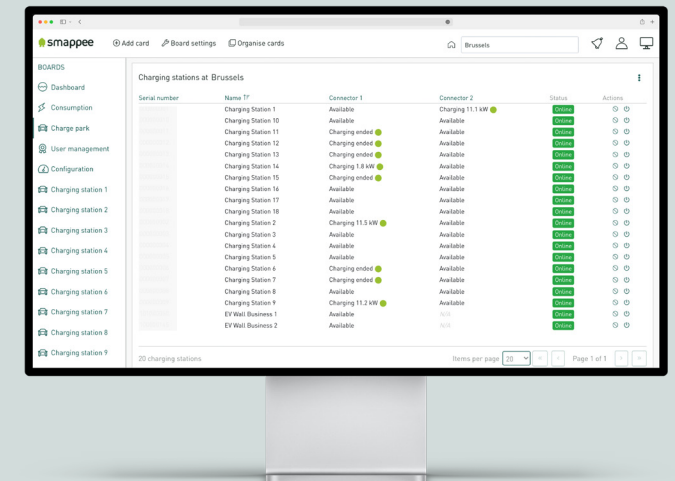 smappee
Add card
Board settings
Organise cards
Brussels
BOARDS
Dashboard
Consumption
Charge park
User management
Configuration
Charging station 1
Charging station 2
Charging station 3
Charging station 4
Charging station 5
Charging station 6
Charging station 7
Charging station 8
Charging station 9
Charging stations at Brussels
Serial number Name Connector 1 Connector 2 Status Actions
Charging Station 1 Available Charging 11.1 kW Online
Charging Station 10 Available Available Online
Charging Station 11 Charging ended Available Online
Charging Station 12 Charging ended Available Online
Charging Station 13 Charging ended Available Online
Charging Station 14 Charging 1.8 kW Available Online
Charging Station 15 Charging ended Available Online
Charging Station 16 Available Available Online
Charging Station 17 Available Available Online
Charging Station 18 Available Available Online
Charging Station 2 Charging 11.5 kW Available Online
Charging Station 3 Available Available Online
Charging Station 4 Available Available Online
Charging Station 5 Available Available Online
Charging Station 6 Charging ended Available Online
Charging Station 7 Charging ended Available Online
Charging Station 8 Available Available Online
Charging Station 9 Charging 11.2 kW Available Online
EV Wall Business 1 Available N/A Online
EV Wall Business 2 Available N/A Online
20 charging stations Items per page 20 Page 1 of 1